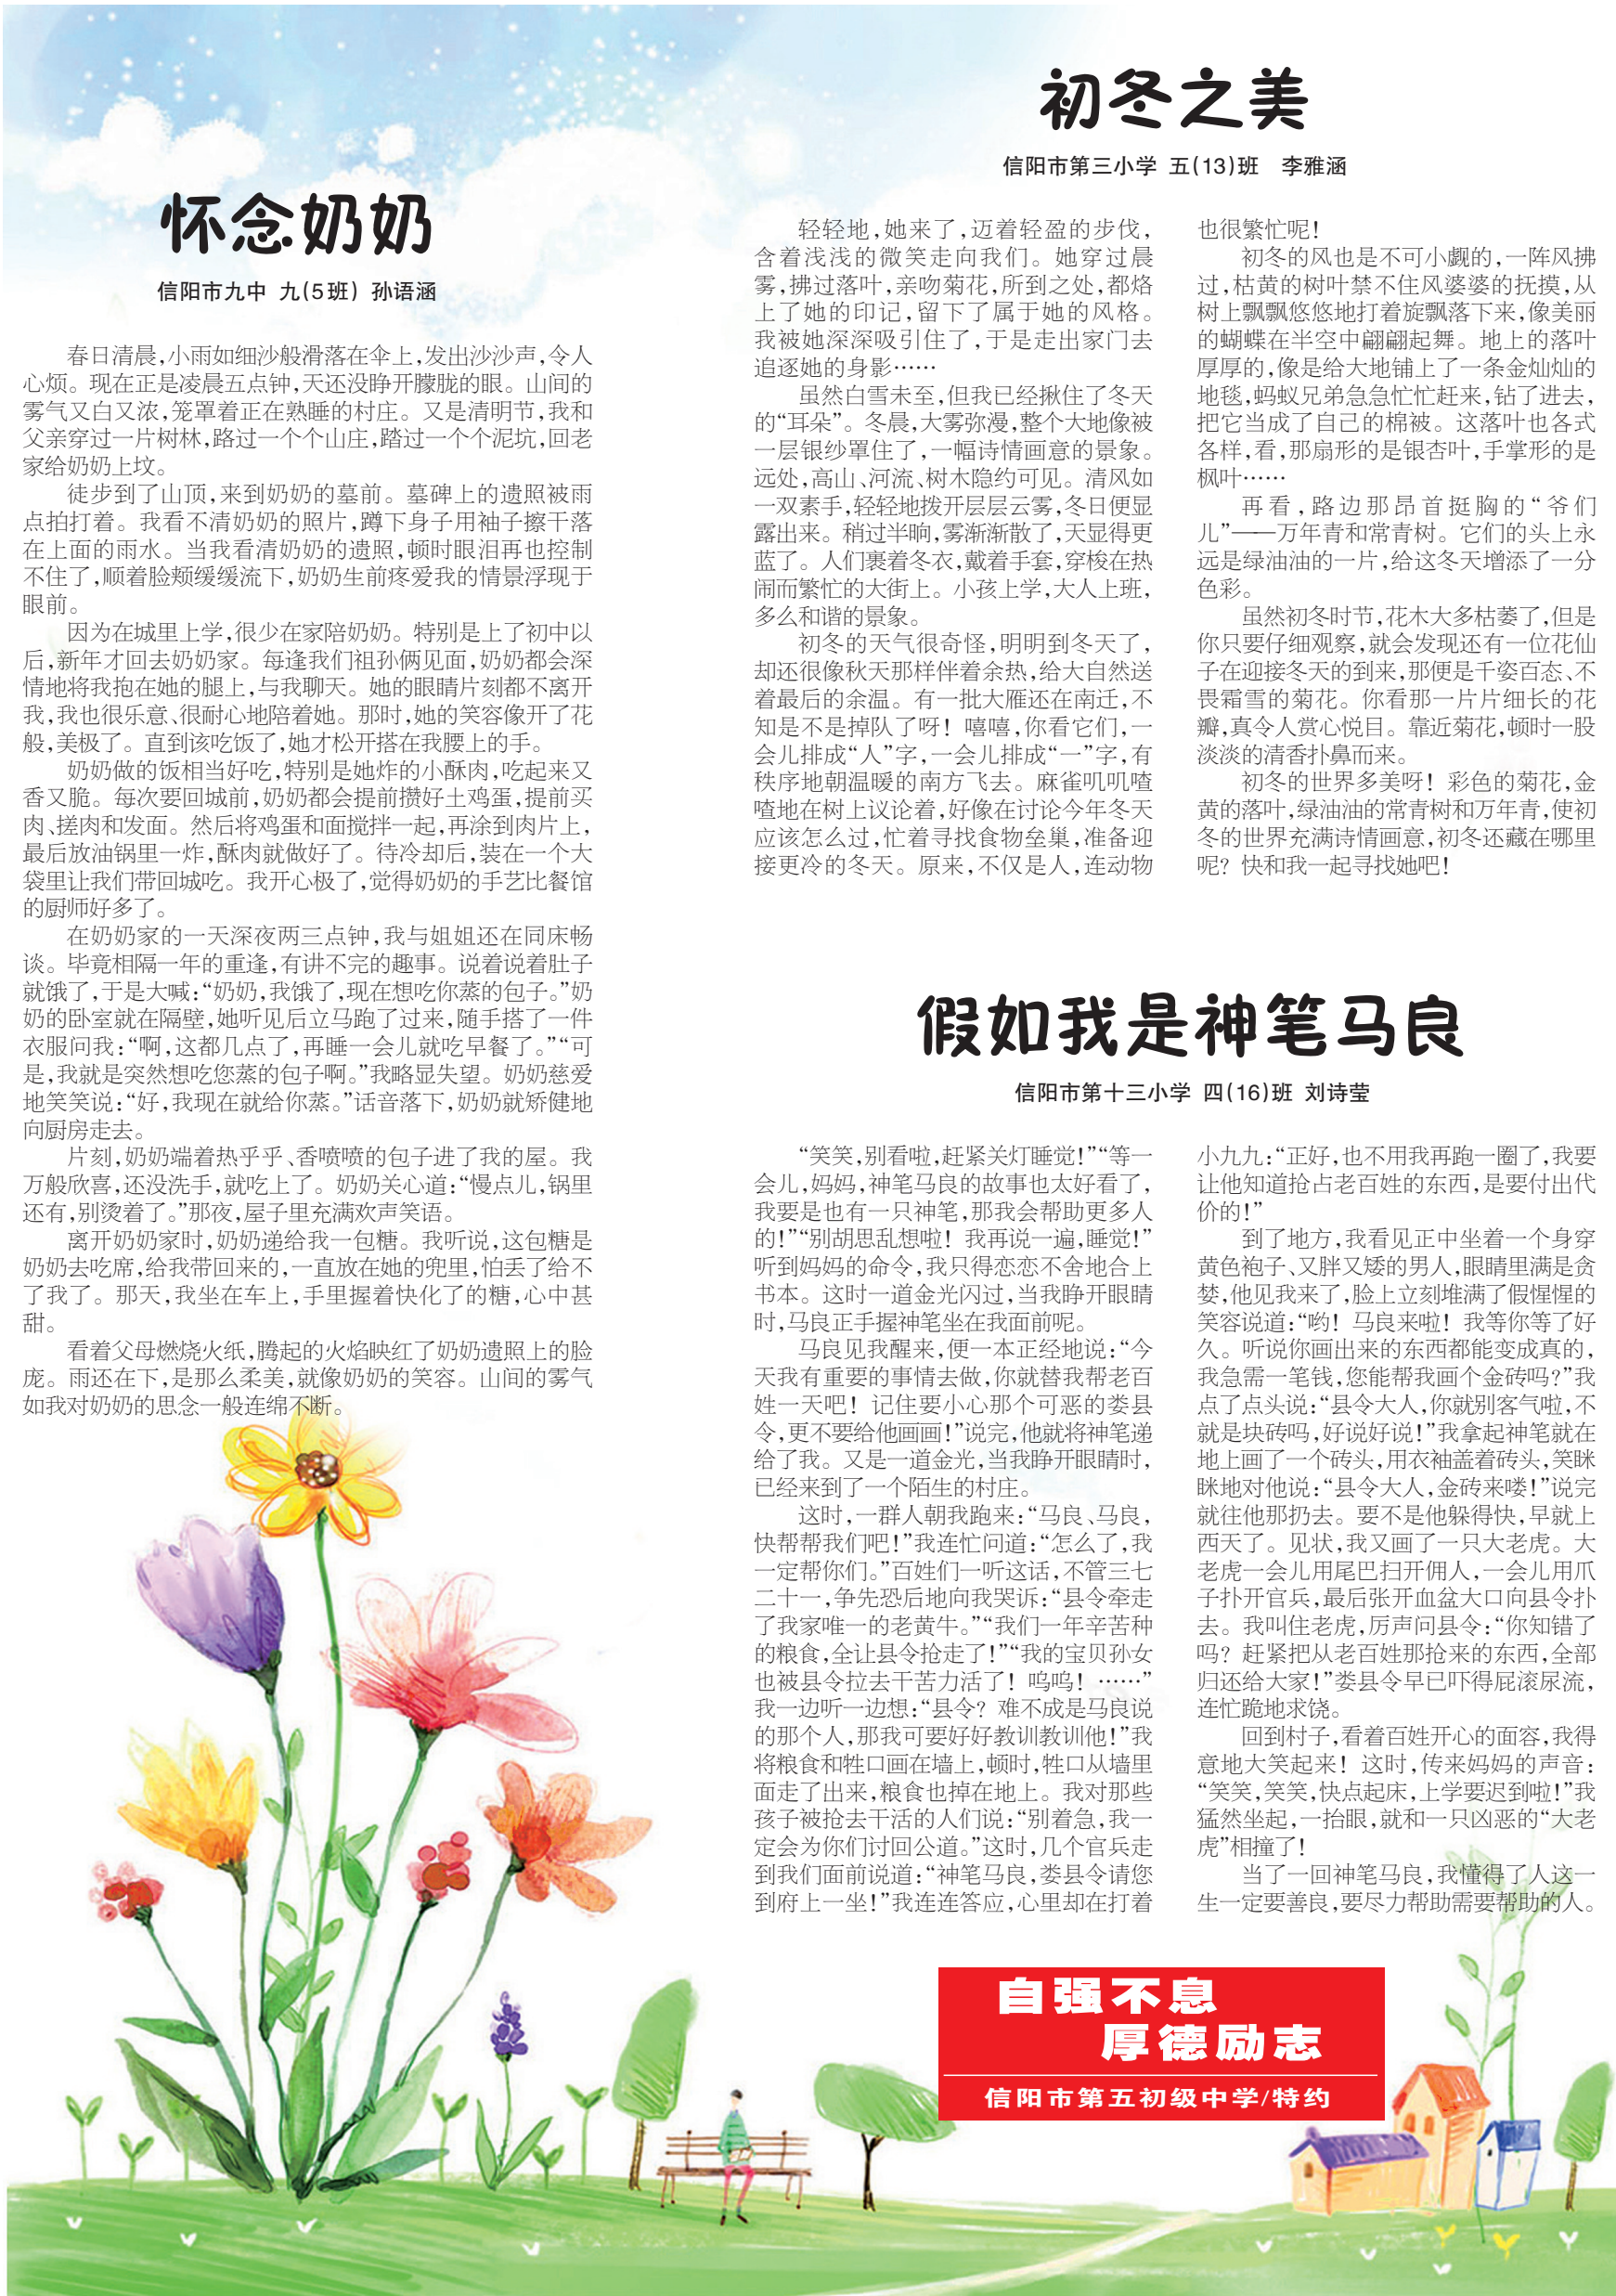 怀念奶奶
信阳市九中 九(5班) 孙语涵
春日清晨,小雨如细沙般滑落在伞上,发出沙沙声,令人
心烦。现在正是凌晨五点钟,天还没睁开朦胧的眼。山间的
雾气又白又浓,笼罩着正在熟睡的村庄。又是清明节,我和
父亲穿过一片树林,路过一个个山庄,踏过一个个泥坑,回老
家给奶奶上坟。
徒步到了山顶,来到奶奶的墓前。墓碑上的遗照被雨
点拍打着。我看不清奶奶的照片,蹲下身子用袖子擦干落
在上面的雨水。当我看清奶奶的遗照,顿时眼泪再也控制
不住了,顺着脸颊缓缓流下,奶奶生前疼爱我的情景浮现于
眼前。
因为在城里上学,很少在家陪奶奶。特别是上了初中以
后,新年才回去奶奶家。每逢我们祖孙俩见面,奶奶都会深
情地将我抱在她的腿上,与我聊天。她的眼睛片刻都不离开
我,我也很乐意、很耐心地陪着她。那时,她的笑容像开了花
般,美极了。直到该吃饭了,她才松开搭在我腰上的手。
奶奶做的饭相当好吃,特别是她炸的小酥肉,吃起来又
香又脆。每次要回城前,奶奶都会提前攒好土鸡蛋,提前买
肉、搓肉和发面。然后将鸡蛋和面搅拌一起,再涂到肉片上,
最后放油锅里一炸,酥肉就做好了。待冷却后,装在一个大
袋里让我们带回城吃。我开心极了,觉得奶奶的手艺比餐馆
的厨师好多了。
在奶奶家的一天深夜两三点钟,我与姐姐还在同床畅
谈。毕竟相隔一年的重逢,有讲不完的趣事。说着说着肚子
就饿了,于是大喊:“奶奶,我饿了,现在想吃你蒸的包子。”奶
奶的卧室就在隔壁,她听见后立马跑了过来,随手搭了一件
衣服问我:“啊,这都几点了,再睡一会儿就吃早餐了。”“可
是,我就是突然想吃您蒸的包子啊。”我略显失望。奶奶慈爱
地笑笑说:“好,我现在就给你蒸。”话音落下,奶奶就矫健地
向厨房走去。
片刻,奶奶端着热乎乎、香喷喷的包子进了我的屋。我
万般欣喜,还没洗手,就吃上了。奶奶关心道:“慢点儿,锅里
还有,别烫着了。”那夜,屋子里充满欢声笑语。
离开奶奶家时,奶奶递给我一包糖。我听说,这包糖是
奶奶去吃席,给我带回来的,一直放在她的兜里,怕丢了给不
了我了。那天,我坐在车上,手里握着快化了的糖,心中甚
甜。
看着父母燃烧火纸,腾起的火焰映红了奶奶遗照上的脸
庞。雨还在下,是那么柔美,就像奶奶的笑容。山间的雾气
如我对奶奶的思念一般连绵不断。
初冬之美
信阳市第三小学 五(13)班 李雅涵
轻轻地,她来了,迈着轻盈的步伐,
含着浅浅的微笑走向我们。她穿过晨
雾,拂过落叶,亲吻菊花,所到之处,都烙
上了她的印记,留下了属于她的风格。
我被她深深吸引住了,于是走出家门去
追逐她的身影……
虽然白雪未至,但我已经揪住了冬天
的“耳朵”。冬晨,大雾弥漫,整个大地像被
一层银纱罩住了,一幅诗情画意的景象。
远处,高山、河流、树木隐约可见。清风如
一双素手,轻轻地拨开层层云雾,冬日便显
露出来。稍过半晌,雾渐渐散了,天显得更
蓝了。人们裹着冬衣,戴着手套,穿梭在热
闹而繁忙的大街上。小孩上学,大人上班,
多么和谐的景象。
初冬的天气很奇怪,明明到冬天了,
却还很像秋天那样伴着余热,给大自然送
着最后的余温。有一批大雁还在南迁,不
知是不是掉队了呀!嘻嘻,你看它们,一
会儿排成“人”字,一会儿排成“一”字,有
秩序地朝温暖的南方飞去。麻雀叽叽喳
喳地在树上议论着,好像在讨论今年冬天
应该怎么过,忙着寻找食物垒巢,准备迎
接更冷的冬天。原来,不仅是人,连动物
也很繁忙呢!
初冬的风也是不可小觑的,一阵风拂
过,枯黄的树叶禁不住风婆婆的抚摸,从
树上飘飘悠悠地打着旋飘落下来,像美丽
的蝴蝶在半空中翩翩起舞。地上的落叶
厚厚的,像是给大地铺上了一条金灿灿的
地毯,蚂蚁兄弟急急忙忙赶来,钻了进去,
把它当成了自己的棉被。这落叶也各式
各样,看,那扇形的是银杏叶,手掌形的是
枫叶……
再看,路边那昂首挺胸的“爷们
儿”——万年青和常青树。它们的头上永
远是绿油油的一片,给这冬天增添了一分
色彩。
虽然初冬时节,花木大多枯萎了,但是
你只要仔细观察,就会发现还有一位花仙
子在迎接冬天的到来,那便是千姿百态、不
畏霜雪的菊花。你看那一片片细长的花
瓣,真令人赏心悦目。靠近菊花,顿时一股
淡淡的清香扑鼻而来。
初冬的世界多美呀!彩色的菊花,金
黄的落叶,绿油油的常青树和万年青,使初
冬的世界充满诗情画意,初冬还藏在哪里
呢?快和我一起寻找她吧!
假如我是神笔马良
信阳市第十三小学 四(16)班 刘诗莹
“笑笑,别看啦,赶紧关灯睡觉!”“等一
会儿,妈妈,神笔马良的故事也太好看了,
我要是也有一只神笔,那我会帮助更多人
的!”“别胡思乱想啦!我再说一遍,睡觉!”
听到妈妈的命令,我只得恋恋不舍地合上
书本。这时一道金光闪过,当我睁开眼睛
时,马良正手握神笔坐在我面前呢。
马良见我醒来,便一本正经地说:“今
天我有重要的事情去做,你就替我帮老百
姓一天吧!记住要小心那个可恶的娄县
令,更不要给他画画!”说完,他就将神笔递
给了我。又是一道金光,当我睁开眼睛时,
已经来到了一个陌生的村庄。
这时,一群人朝我跑来:“马良、马良,
快帮帮我们吧!”我连忙问道:“怎么了,我
一定帮你们。”百姓们一听这话,不管三七
二十一,争先恐后地向我哭诉:“县令牵走
了我家唯一的老黄牛。”“我们一年辛苦种
的粮食,全让县令抢走了!”“我的宝贝孙女
也被县令拉去干苦力活了!呜呜!……”
我一边听一边想:“县令?难不成是马良说
的那个人,那我可要好好教训教训他!”我
将粮食和牲口画在墙上,顿时,牲口从墙里
面走了出来,粮食也掉在地上。我对那些
孩子被抢去干活的人们说:“别着急,我一
定会为你们讨回公道。”这时,几个官兵走
到我们面前说道:“神笔马良,娄县令请您
到府上一坐!”我连连答应,心里却在打着
小九九:“正好,也不用我再跑一圈了,我要
让他知道抢占老百姓的东西,是要付出代
价的!”
到了地方,我看见正中坐着一个身穿
黄色袍子、又胖又矮的男人,眼睛里满是贪
婪,他见我来了,脸上立刻堆满了假惺惺的
笑容说道:“哟!马良来啦!我等你等了好
久。听说你画出来的东西都能变成真的,
我急需一笔钱,您能帮我画个金砖吗?”我
点了点头说:“县令大人,你就别客气啦,不
就是块砖吗,好说好说!”我拿起神笔就在
地上画了一个砖头,用衣袖盖着砖头,笑眯
眯地对他说:“县令大人,金砖来喽!”说完
就往他那扔去。要不是他躲得快,早就上
西天了。见状,我又画了一只大老虎。大
老虎一会儿用尾巴扫开佣人,一会儿用爪
子扑开官兵,最后张开血盆大口向县令扑
去。我叫住老虎,厉声问县令:“你知错了
吗?赶紧把从老百姓那抢来的东西,全部
归还给大家!”娄县令早已吓得屁滚尿流,
连忙跪地求饶。
回到村子,看着百姓开心的面容,我得
意地大笑起来!这时,传来妈妈的声音:
“笑笑,笑笑,快点起床,上学要迟到啦!”我
猛然坐起,一抬眼,就和一只凶恶的“大老
虎”相撞了!
当了一回神笔马良,我懂得了人这一
生一定要善良,要尽力帮助需要帮助的人。
自强不息
厚德励志
信阳市第五初级中学/特约